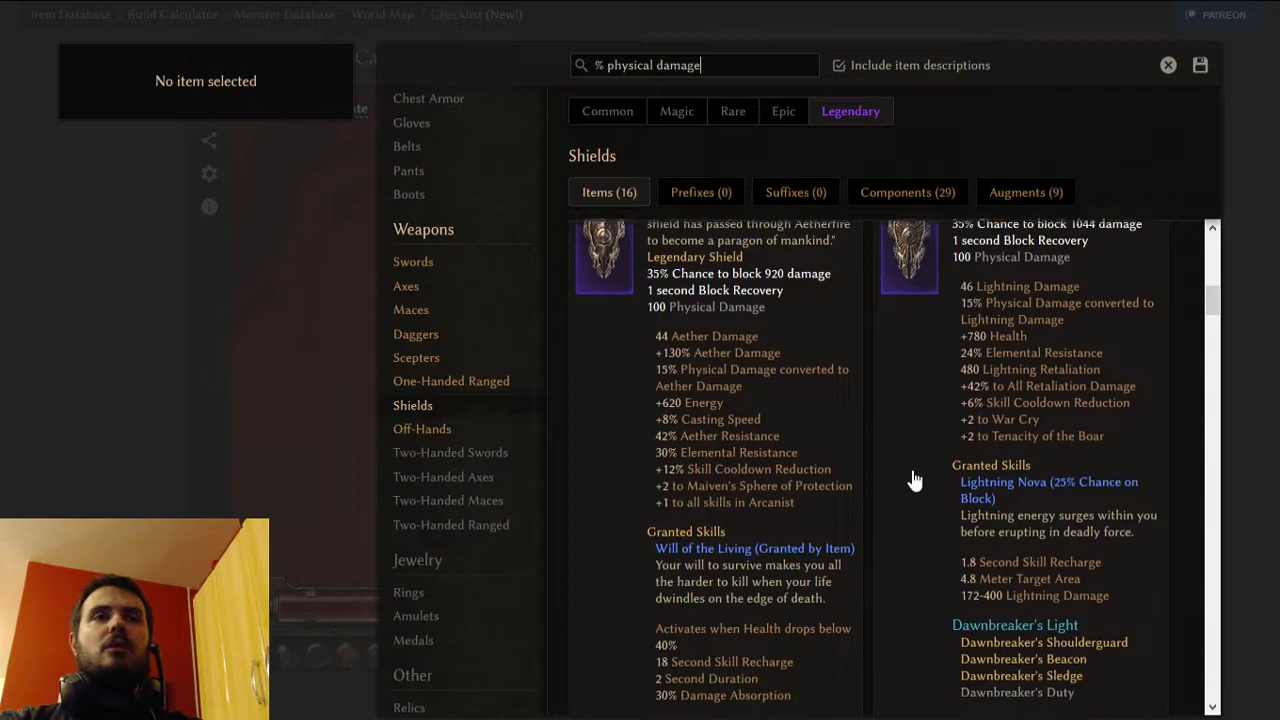 Item Database
Build Calculator
Monster Database
World Map
Checklist (New!)
PATREON
No item selected
% physical damage
Include item descriptions
Common
Magic
Rare
Epic
Legendary
Chest Armor
Gloves
Belts
Pants
Boots
Weapons
Swords
Axes
Maces
Daggers
Scepters
One-Handed Ranged
Shields
Off-Hands
Two-Handed Swords
Two-Handed Axes
Two-Handed Maces
Two-Handed Ranged
Jewelry
Rings
Amulets
Medals
Other
Relics
Shields
Items (16)
Prefixes (0)
Suffixes (0)
Components (29)
Augments (9)
shield has passed through Aetherfire
to become a paragon of mankind."
Legendary Shield
35% Chance to block 920 damage
1 second Block Recovery
100 Physical Damage
44 Aether Damage
+130% Aether Damage
15% Physical Damage converted to
Aether Damage
+620 Energy
+8% Casting Speed
42% Aether Resistance
30% Elemental Resistance
+12% Skill Cooldown Reduction
+2 to Maiven's Sphere of Protection
+1 to all skills in Arcanist
Granted Skills
Will of the Living (Granted by Item)
Your will to survive makes you all
the harder to kill when your life
dwindles on the edge of death.
Activates when Health drops below
40%
18 Second Skill Recharge
2 Second Duration
30% Damage Absorption
35% Chance to block 1044 damage
1 second Block Recovery
100 Physical Damage
46 Lightning Damage
15% Physical Damage converted to
Lightning Damage
+780 Health
24% Elemental Resistance
480 Lightning Retaliation
+42% to All Retaliation Damage
+6% Skill Cooldown Reduction
+2 to War Cry
+2 to Tenacity of the Boar
Granted Skills
Lightning Nova (25% Chance on
Block)
Lightning energy surges within you
before erupting in deadly force.
1.8 Second Skill Recharge
4.8 Meter Target Area
172-400 Lightning Damage
Dawnbreaker's Light
Dawnbreaker's Shoulderguard
Dawnbreaker's Beacon
Dawnbreaker's Sledge
Dawnbreaker's Duty